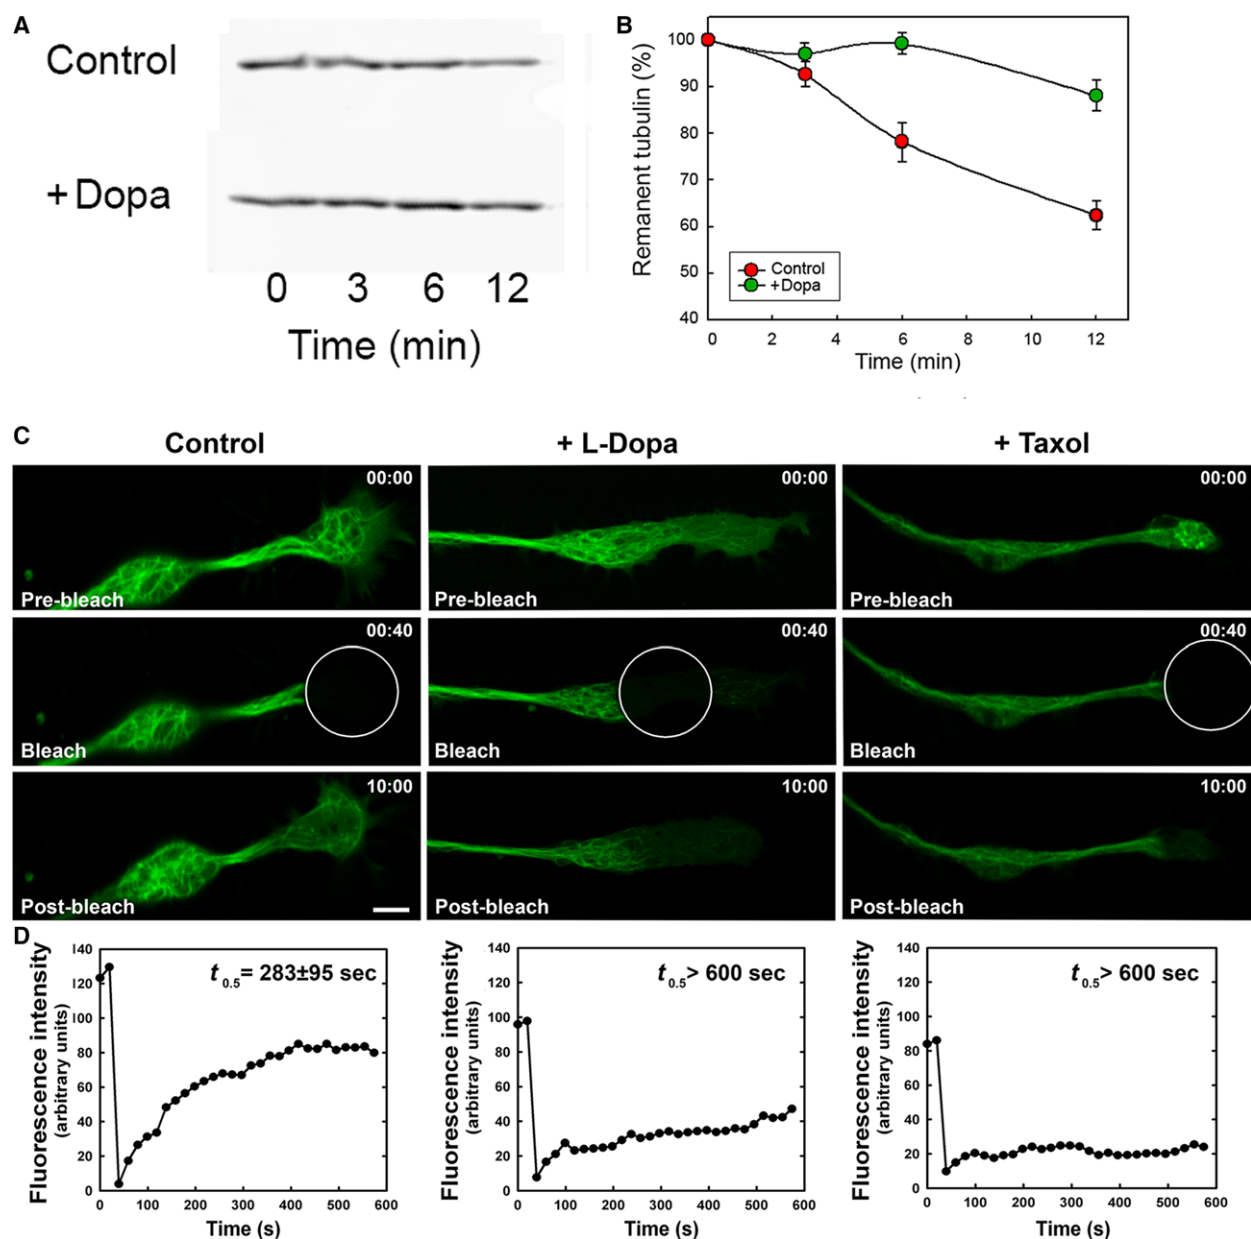 A
Control
+ Dopa
0 3 6 12
Time (min)
B
Remanent tubulin (%)
100
90
80
70
60
50
40
Control
+Dopa
0 2 4 6 8 10 12
Time (min)
C
Control
+ L-Dopa
+ Taxol
00:00
Pre-bleach
00:00
Pre-bleach
00:00
Pre-bleach
00:40
Bleach
00:40
Bleach
00:40
Bleach
10:00
Post-bleach
10:00
Post-bleach
10:00
Post-bleach
D
Fluorescence intensity
(arbitrary units)
140
120
100
80
60
40
20
0
t 0.5 = 283±95 sec
0 100 200 300 400 500 600
Time (s)
Fluorescence intensity
(arbitrary units)
140
120
100
80
60
40
20
0
t 0.5 > 600 sec
0 100 200 300 400 500 600
Time (s)
Fluorescence intensity
(arbitrary units)
140
120
100
80
60
40
20
0
t 0.5 > 600 sec
0 100 200 300 400 500 600
Time (s)